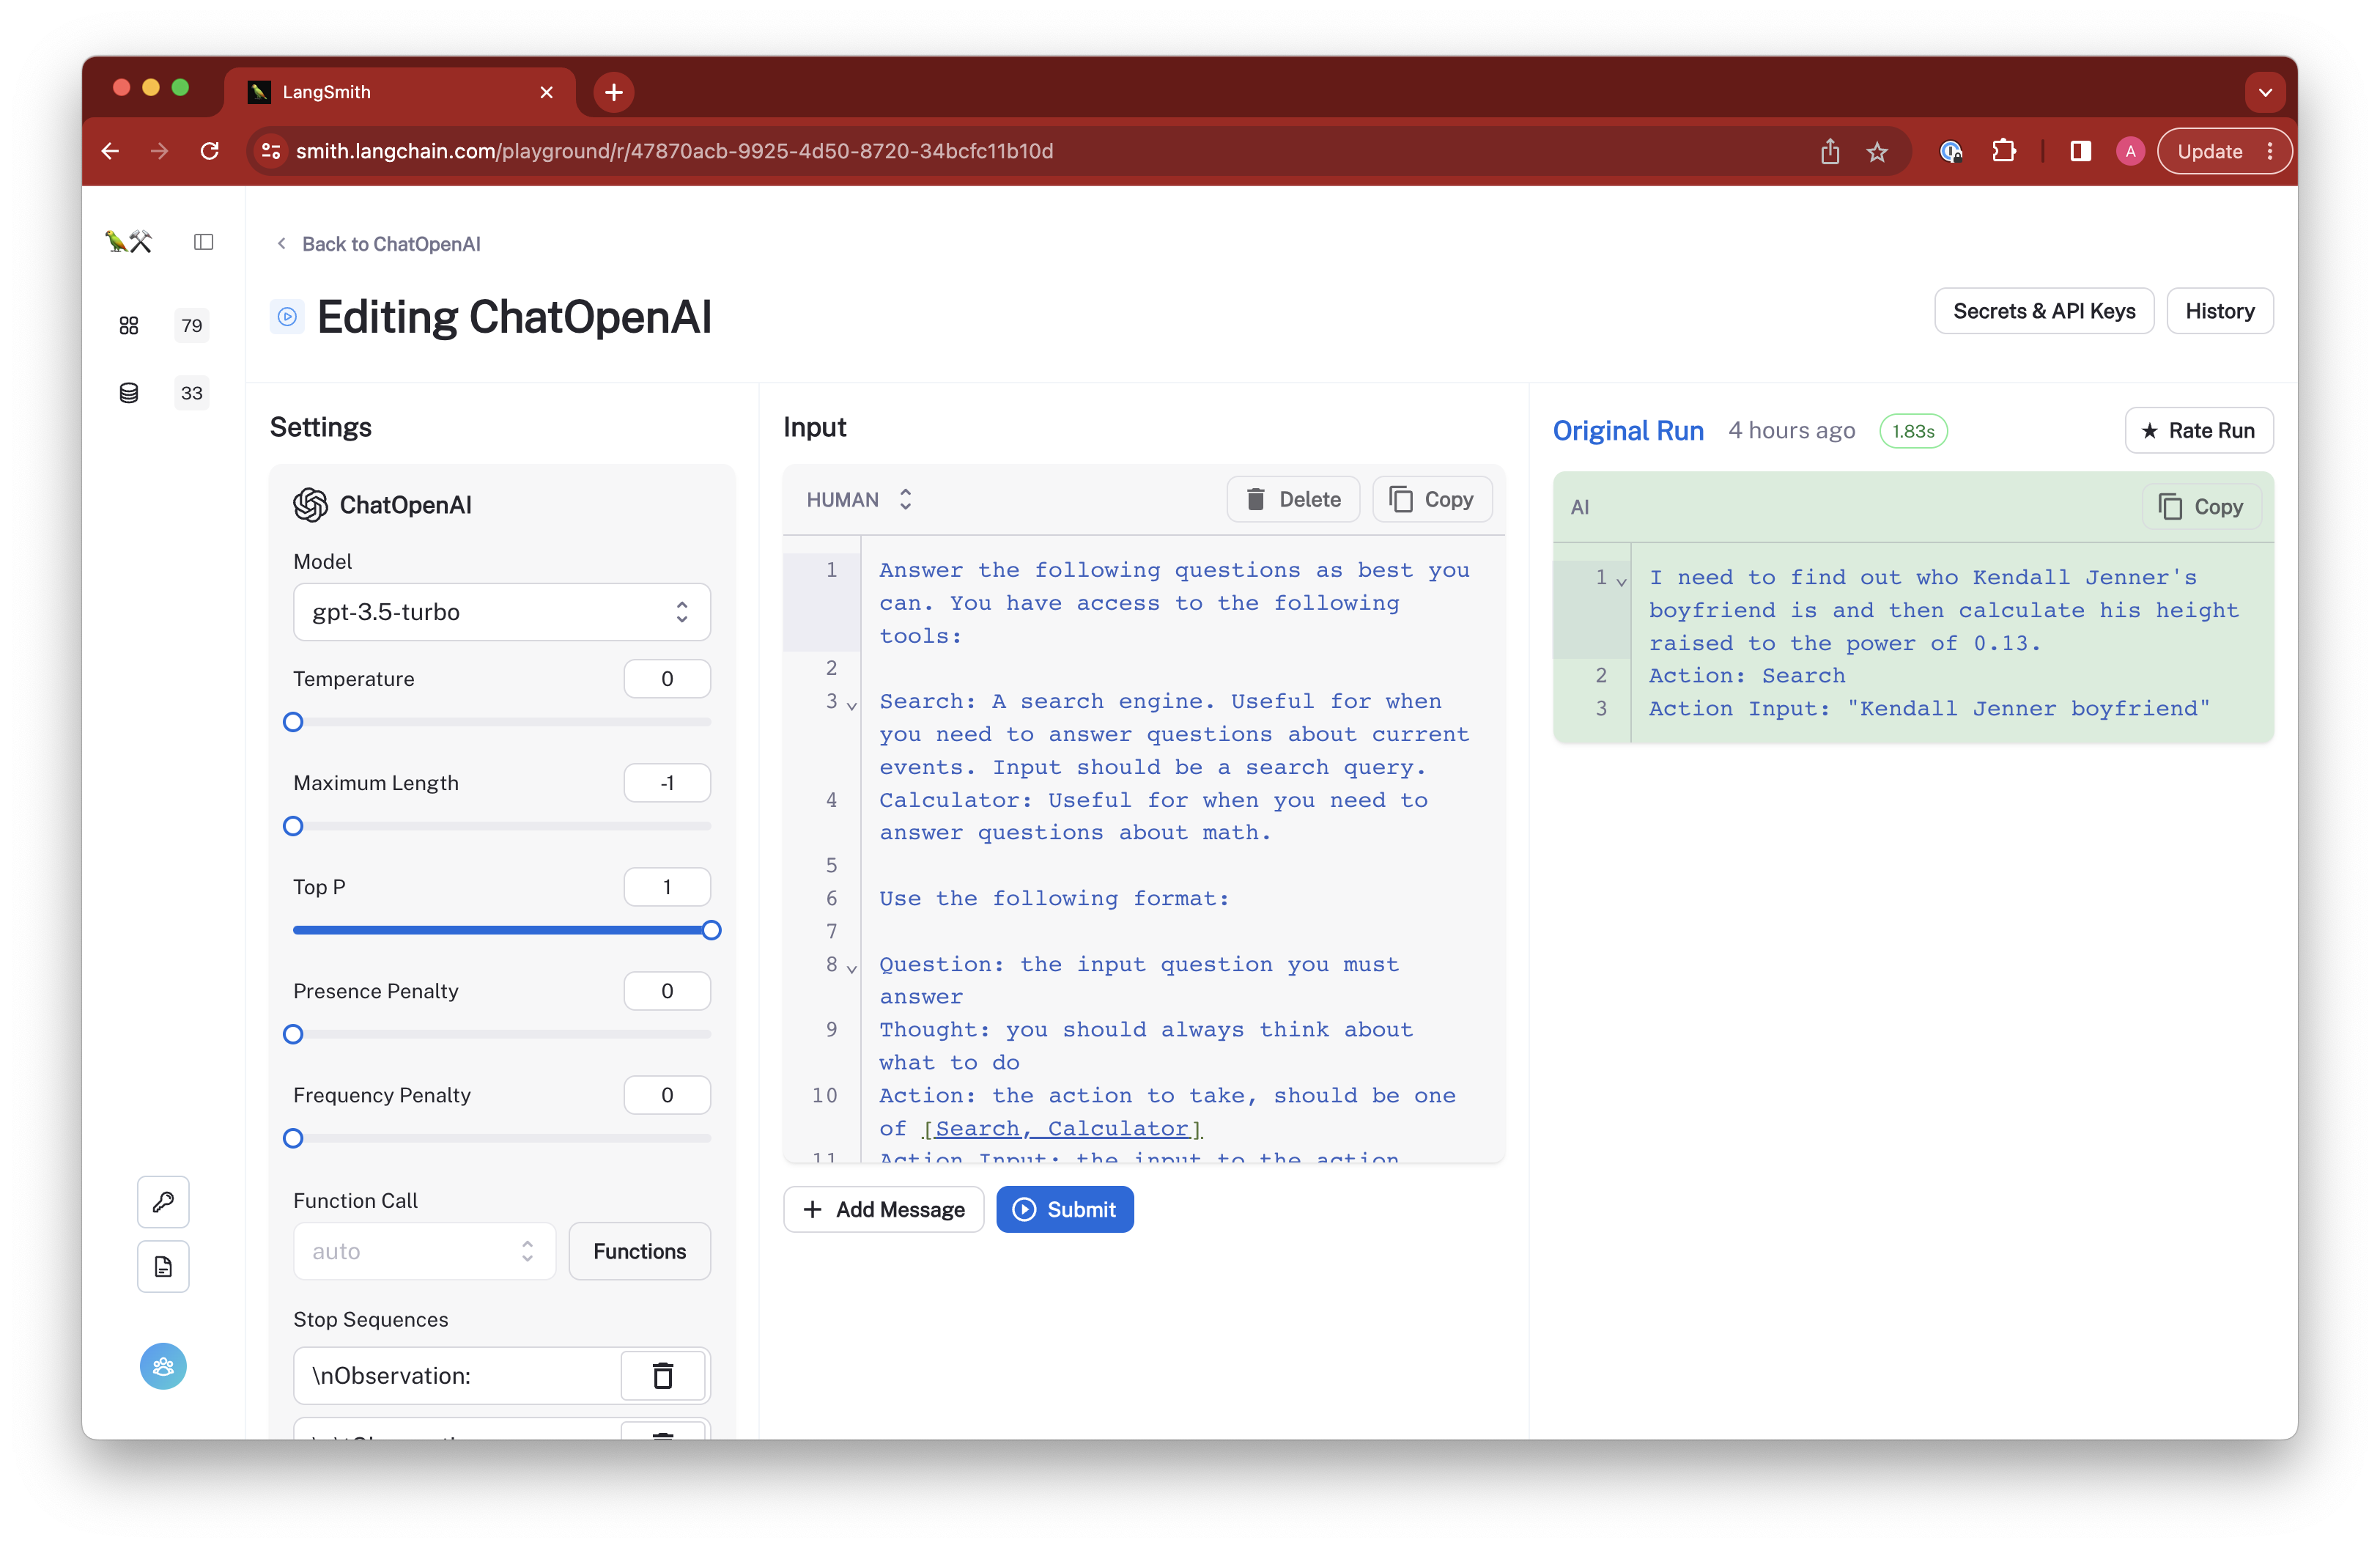 LangSmith
smith.langchain.com/playground/r/47870acb-9925-4d50-8720-34bcfc11b10d
A
Update
Back to ChatOpenAI
Editing ChatOpenAI
Secrets & API Keys
History
79
33
Settings
ChatOpenAI
Model
gpt-3.5-turbo
Temperature
0
Maximum Length
-1
Top P
1
Presence Penalty
0
Frequency Penalty
0
Function Call
auto
Functions
Stop Sequences
\nObservation:
Input
HUMAN
Delete
Copy
1 Answer the following questions as best you
can. You have access to the following
tools:
2
3 Search: A search engine. Useful for when
you need to answer questions about current
events. Input should be a search query.
4 Calculator: Useful for when you need to
answer questions about math.
5
6 Use the following format:
7
8 Question: the input question you must
answer
9 Thought: you should always think about
what to do
10 Action: the action to take, should be one
of [Search, Calculator]
11 Action Input: the input to the action
Add Message
Submit
Original Run
4 hours ago
1.83s
Rate Run
AI
Copy
1 I need to find out who Kendall Jenner's
boyfriend is and then calculate his height
raised to the power of 0.13.
2 Action: Search
3 Action Input: "Kendall Jenner boyfriend"